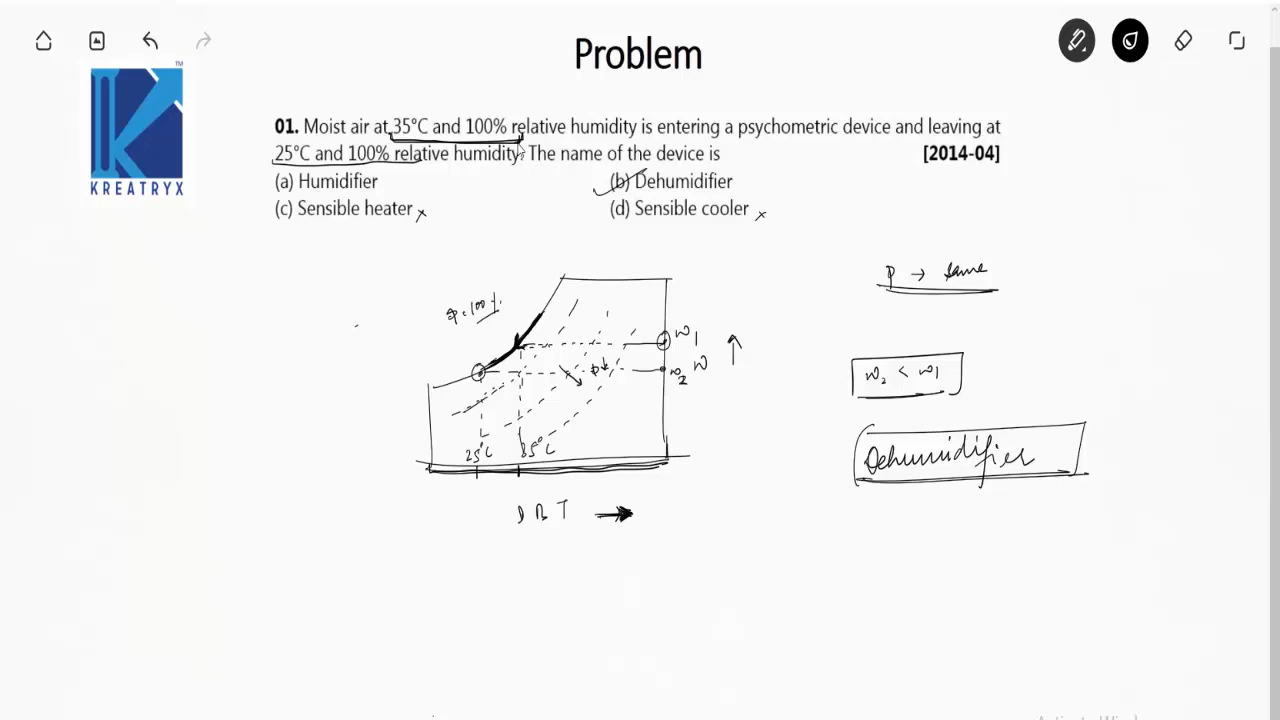 Problem
TM
KREATRYX
01. Moist air at 35°C and 100% relative humidity is entering a psychometric device and leaving at
25°C and 100% relative humidity. The name of the device is [2014-04]
(a) Humidifier (b) Dehumidifier
(c) Sensible heater (d) Sensible cooler
P → same
φ = 100%
ω1
ω2 ω
φ↓
ω2 < ω1
25°C 35°C
Dehumidifier
DBT →